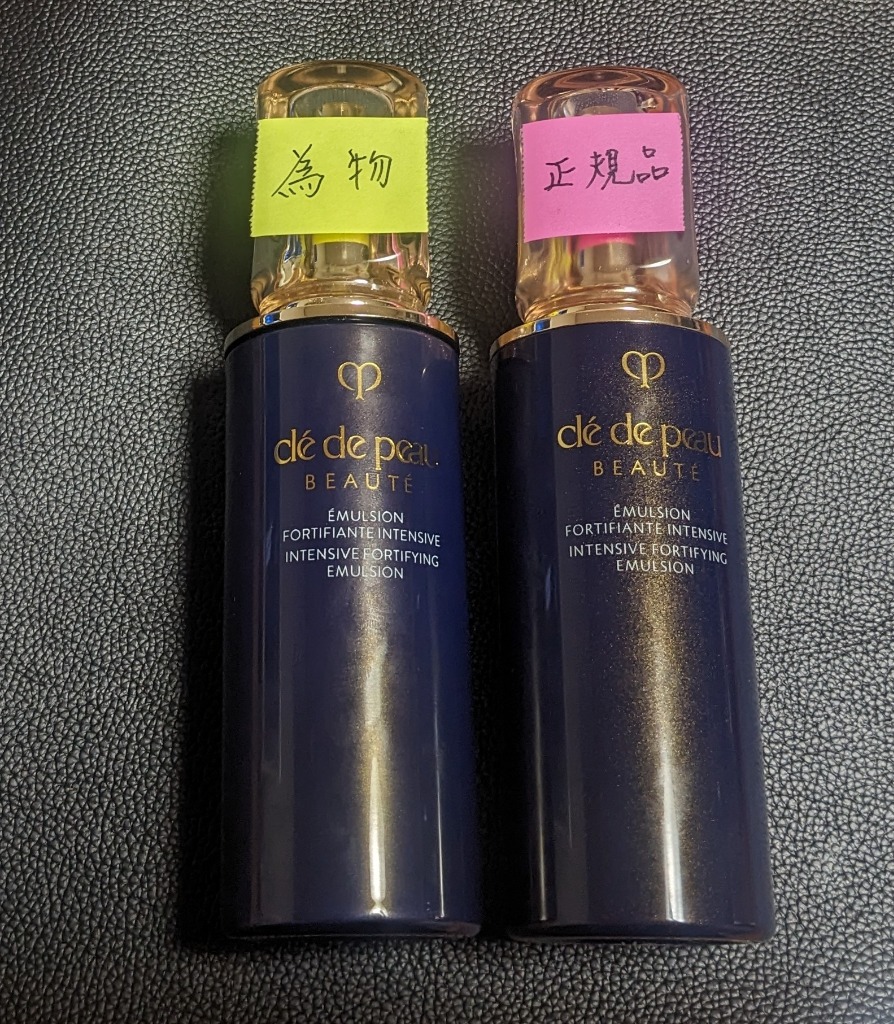 為物
正規品
clé de peau
BEAUTÉ
ÉMULSION
FORTIFIANTE INTENSIVE
INTENSIVE FORTIFYING
EMULSION
clé de peau
BEAUTÉ
ÉMULSION
FORTIFIANTE INTENSIVE
INTENSIVE FORTIFYING
EMULSION